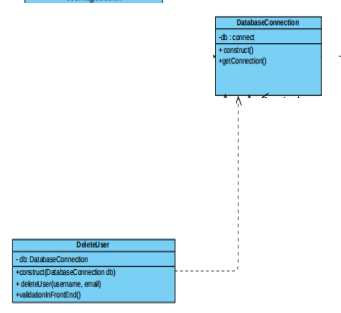 DatabaseConnection
-db : connect
+ construct()
+getConnection()
DeleteUser
- db: DatabaseConnection
+construct(DatabaseConnection db)
+ deleteUser(username, email)
+validationInFrontEnd()